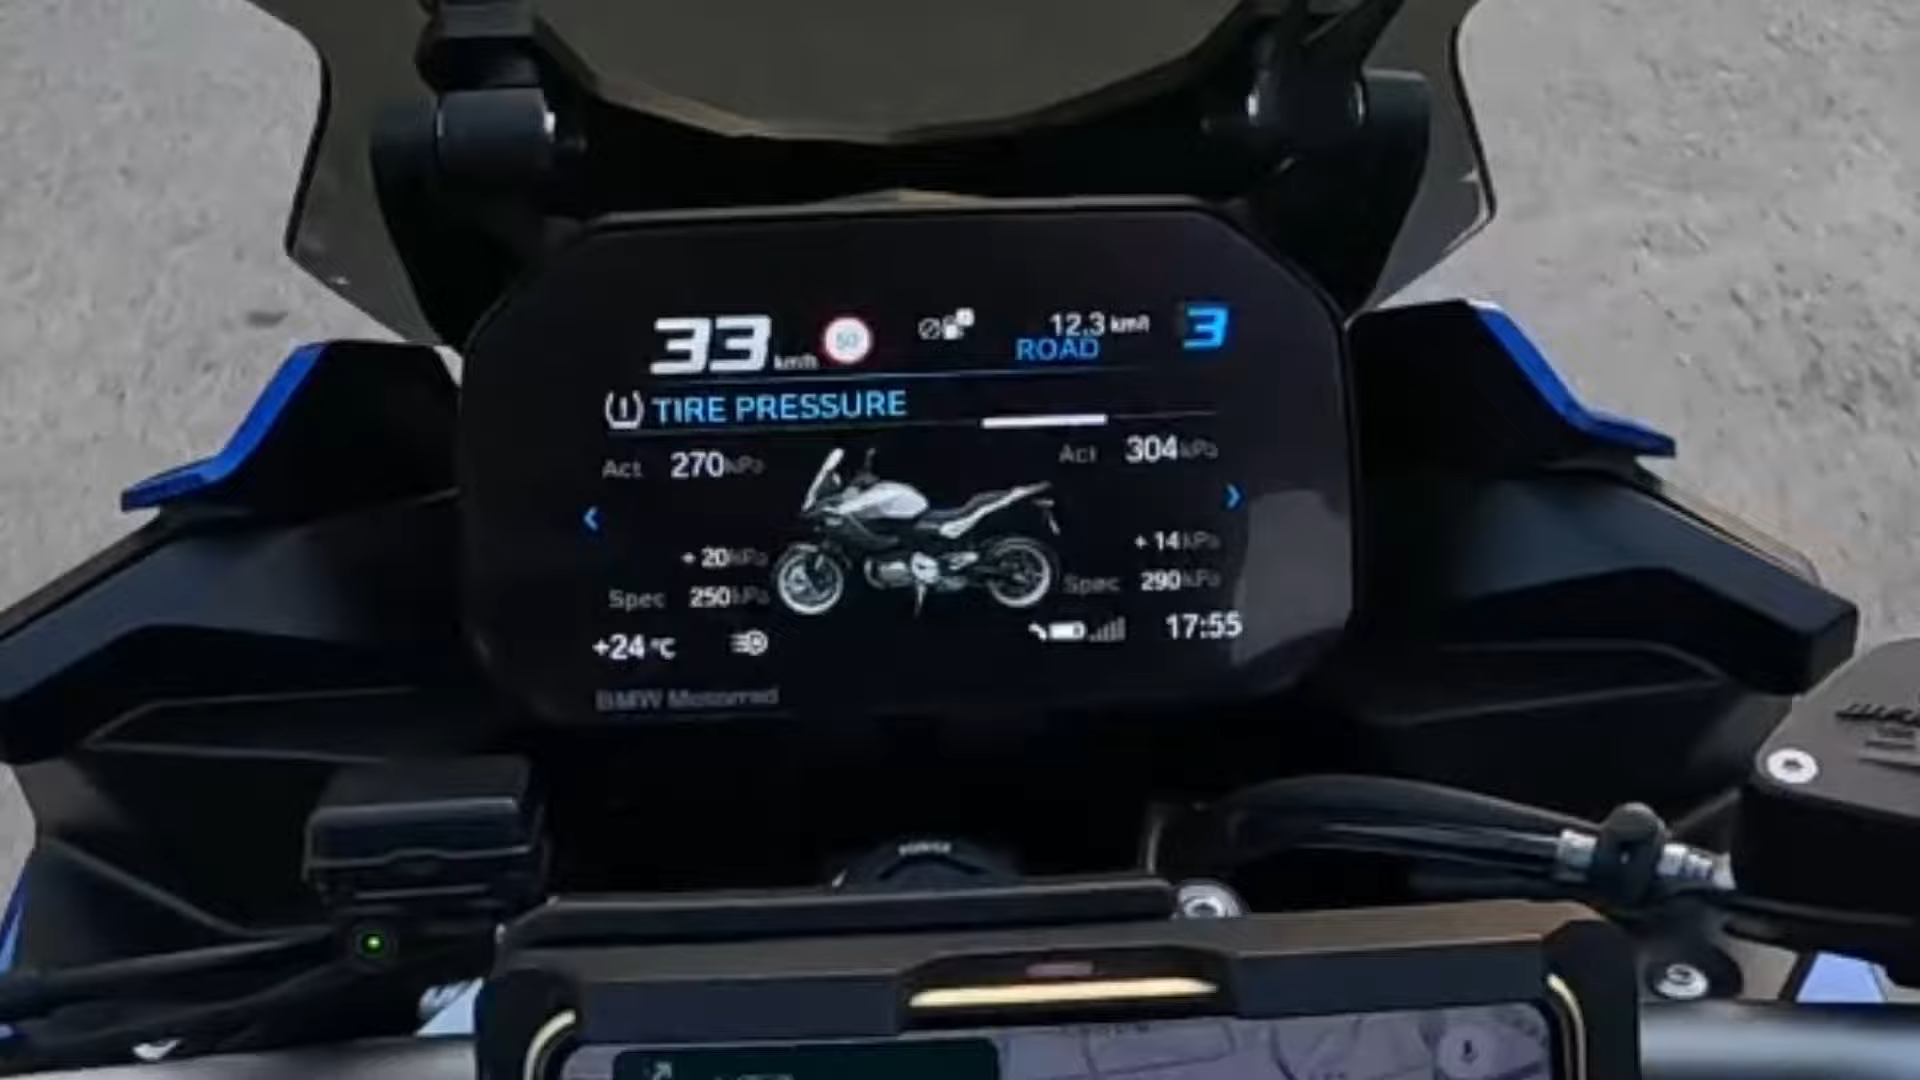 33 km/h 50 12.3 km/l 3
ROAD
TIRE PRESSURE
Act 270 kPa Act 304 kPa
+ 20 kPa + 14 kPa
Spec 250 kPa Spec 290 kPa
+24 °C 17:55
BMW Motorrad